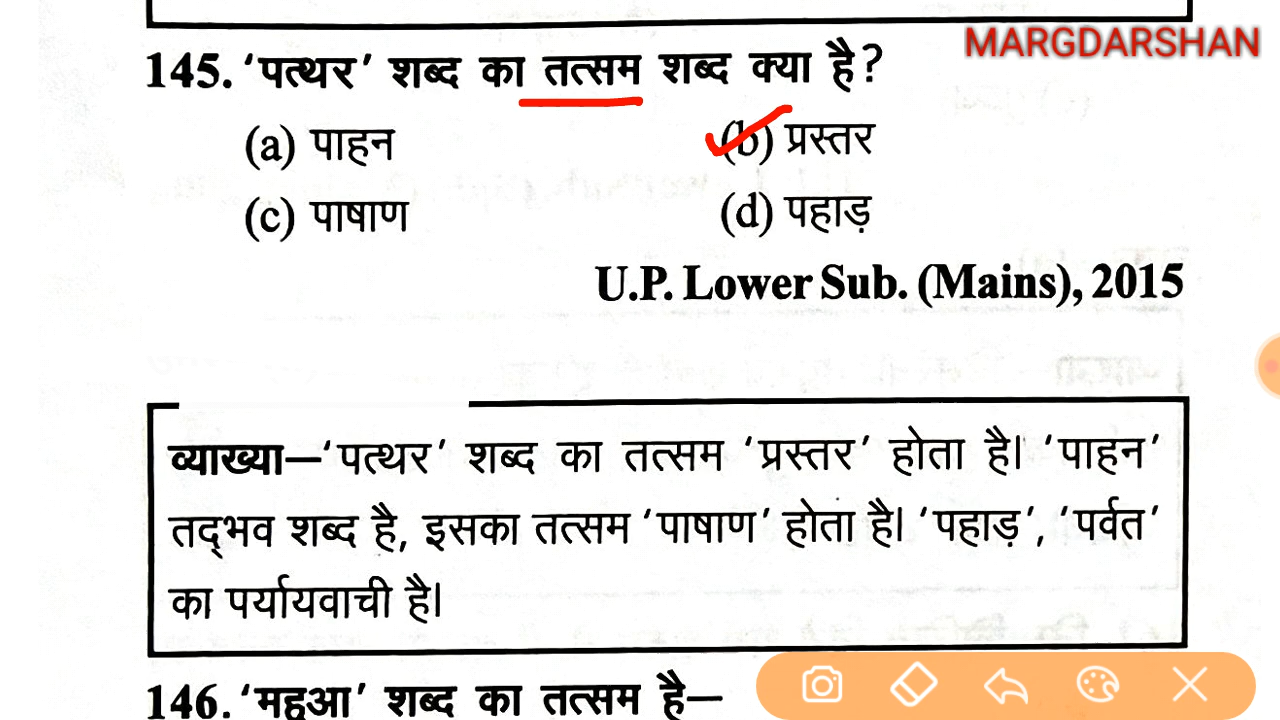 MARGDARSHAN
145. 'पत्थर' शब्द का तत्सम शब्द क्या है?
(a) पाहन (b) प्रस्तर
(c) पाषाण (d) पहाड़
U.P. Lower Sub. (Mains), 2015
व्याख्या–'पत्थर' शब्द का तत्सम 'प्रस्तर' होता है। 'पाहन'
तद्‌भव शब्द है, इसका तत्सम 'पाषाण' होता है। 'पहाड़', 'पर्वत'
का पर्यायवाची है।
146. 'महुआ' शब्द का तत्सम है–